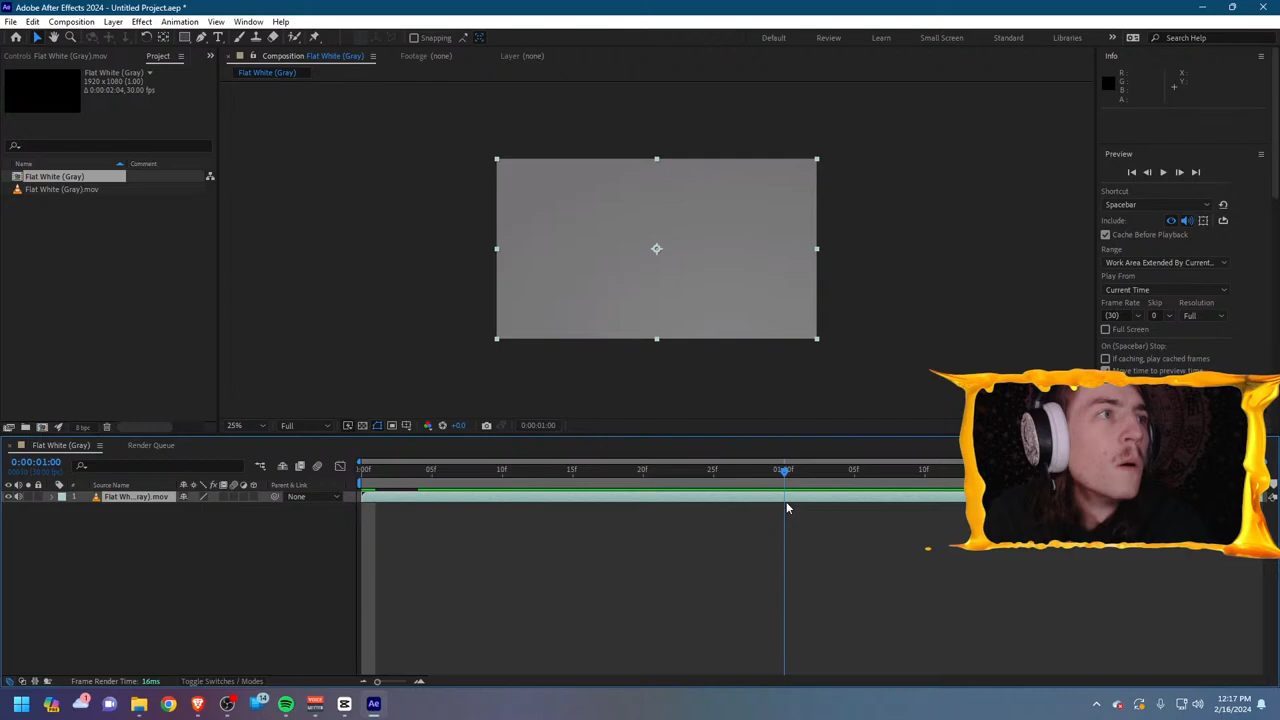 Adobe After Effects 2024 - Untitled Project.aep *
File Edit Composition Layer Effect Animation View Window Help
Snapping
Default Review Learn Small Screen Standard Libraries Search Help
Controls Flat White (Gray).mov Project
Composition Flat White (Gray) Footage (none) Layer (none)
Flat White (Gray)
Flat White (Gray)
1920 x 1080 (1.00)
Δ 0:00:02:04, 30.00 fps
Name Comment
Flat White (Gray)
Flat White (Gray).mov
Info
R :
G :
B :
A :
X :
Y :
Preview
Shortcut
Spacebar
Include:
Cache Before Playback
Range
Work Area Extended By Current...
Play From
Current Time
Frame Rate Skip Resolution
(30) 0 Full
Full Screen
On (Spacebar) Stop:
If caching, play cached frames
Move time to preview time
8 bpc
25% Full +0.0 0:00:01:00
Flat White (Gray) Render Queue
0:00:01:00
:00f 05f 10f 15f 20f 25f 01:00f 05f 10f
# Source Name Parent & Link
1 Flat Wh...ray).mov None
Frame Render Time: 16ms Toggle Switches / Modes
1
14
VOICE
Ae
12:17 PM
2/16/2024